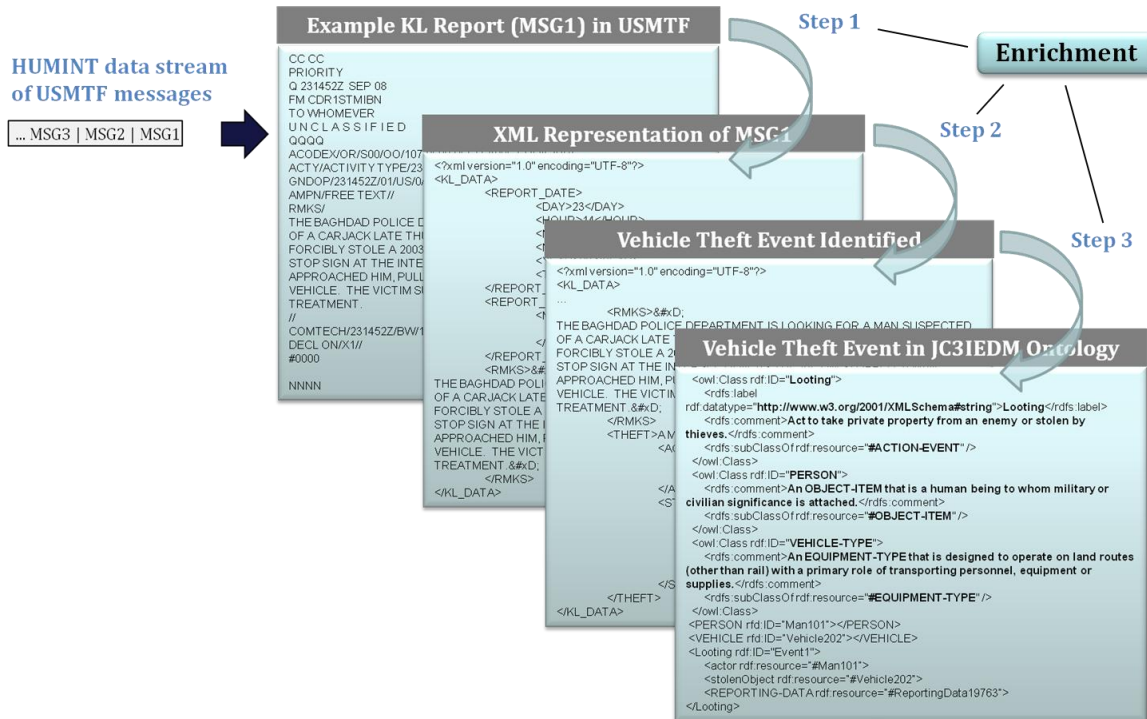 Example KL Report (MSG1) in USMTF
Step 1
Enrichment
HUMINT data stream
of USMTF messages
... MSG3 | MSG2 | MSG1
CC CC
PRIORITY
Q 231452Z SEP 08
FM CDR1STMIBN
TO WHOMEVER
U N C L A S S I F I E D
QQQQ
ACODEX/OR/S00/OO/107
ACTY/ACTIVITY TYPE/23
GNDOP/231452Z/01/US/0/
AMPN/FREE TEXT//
RMKS/
THE BAGHDAD POLICE D
OF A CARJACK LATE THU
FORCIBLY STOLE A 2003
STOP SIGN AT THE INTE
APPROACHED HIM, PULL
VEHICLE. THE VICTIM SU
TREATMENT.
//
COMTECH/231452Z/BW/1
DECL ON/X1//
#0000
NNNN
Step 2
XML Representation of MSG1
<?xml version="1.0" encoding="UTF-8"?>
<KL_DATA>
<REPORT_DATE>
<DAY>23</DAY>
<HOUR>14</HOUR>
</REPORT_
<REPORT_
</REPORT_
<RMKS>&#x
THE BAGHDAD POLI
OF A CARJACK LATE
FORCIBLY STOLE A
STOP SIGN AT THE I
APPROACHED HIM, F
VEHICLE. THE VICT
TREATMENT.&#xD;
</RMKS>
</KL_DATA>
Step 3
Vehicle Theft Event Identified
<?xml version="1.0" encoding="UTF-8"?>
<KL_DATA>
...
<RMKS>&#xD;
THE BAGHDAD POLICE DEPARTMENT IS LOOKING FOR A MAN SUSPECTED
OF A CARJACK LATE T
FORCIBLY STOLE A 20
STOP SIGN AT THE IN
APPROACHED HIM, PU
VEHICLE. THE VICTIM
TREATMENT.&#xD;
</RMKS>
<THEFT>AM
<AC
</A
<ST
</S
</THEFT>
</KL_DATA>
Vehicle Theft Event in JC3IEDM Ontology
<owl:Class rdf:ID="Looting">
<rdfs:label
rdf:datatype="http://www.w3.org/2001/XMLSchema#string">Looting</rdfs:label>
<rdfs:comment>Act to take private property from an enemy or stolen by
thieves.</rdfs:comment>
<rdfs:subClassOf rdf:resource="#ACTION-EVENT" />
</owl:Class>
<owl:Class rdf:ID="PERSON">
<rdfs:comment>An OBJECT-ITEM that is a human being to whom military or
civilian significance is attached.</rdfs:comment>
<rdfs:subClassOf rdf:resource="#OBJECT-ITEM" />
</owl:Class>
<owl:Class rdf:ID="VEHICLE-TYPE">
<rdfs:comment>An EQUIPMENT-TYPE that is designed to operate on land routes
(other than rail) with a primary role of transporting personnel, equipment or
supplies.</rdfs:comment>
<rdfs:subClassOf rdf:resource="#EQUIPMENT-TYPE" />
</owl:Class>
<PERSON rfd:ID="Man101"></PERSON>
<VEHICLE rfd:ID="Vehicle202"></VEHICLE>
<Looting rdf:ID="Event1">
<actor rdf:resource="#Man101">
<stolenObject rdf:resource="#Vehicle202">
<REPORTING-DATA rdf:resource="#ReportingData19763">
</Looting>